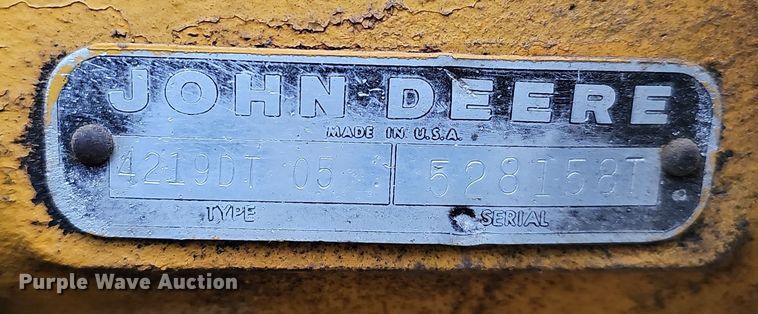 JOHN DEERE
MADE IN U.S.A.
4219DT 05 528158T
TYPE SERIAL
Purple Wave Auction®